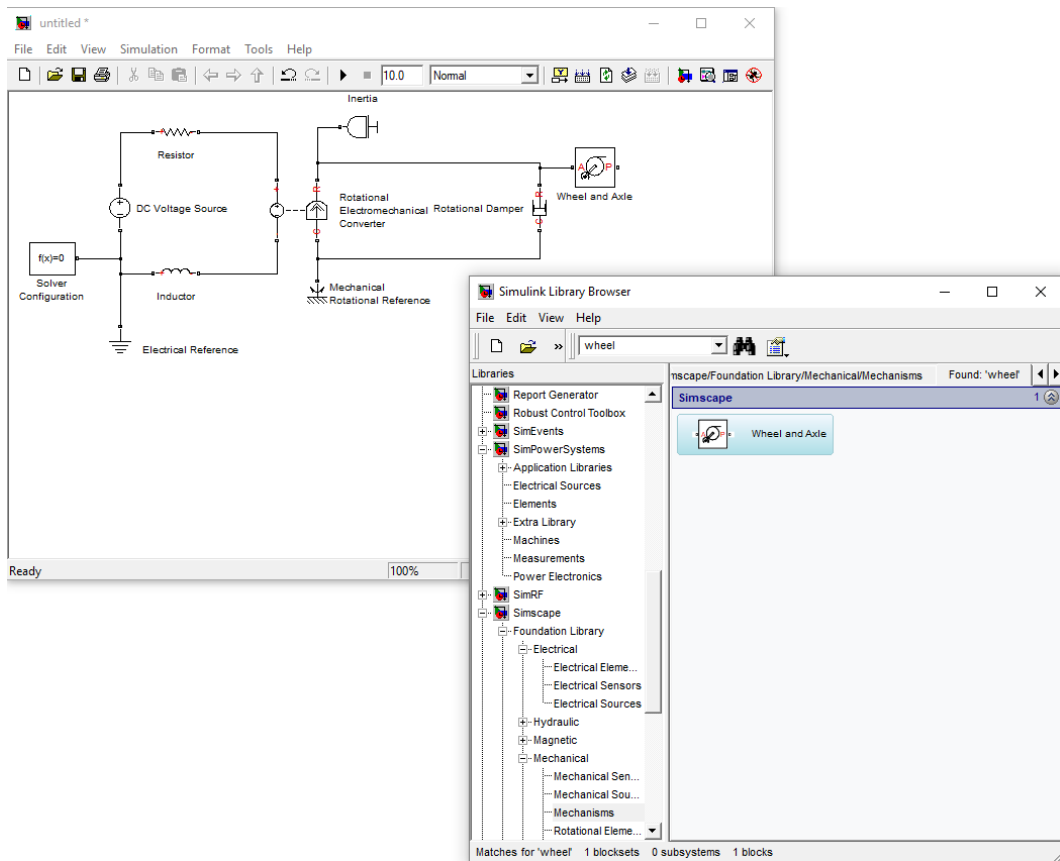 untitled *
File Edit View Simulation Format Tools Help
10.0 Normal
Inertia
Resistor
A P
Wheel and Axle
DC Voltage Source
+
R
C
Rotational
Electromechanical
Converter
Rotational Damper
R
C
f(x)=0
Solver
Configuration
Inductor
Mechanical
Rotational Reference
Electrical Reference
Ready 100%
Simulink Library Browser
File Edit View Help
» wheel
Libraries
Report Generator
Robust Control Toolbox
SimEvents
SimPowerSystems
Application Libraries
Electrical Sources
Elements
Extra Library
Machines
Measurements
Power Electronics
SimRF
Simscape
Foundation Library
Electrical
Electrical Eleme...
Electrical Sensors
Electrical Sources
Hydraulic
Magnetic
Mechanical
Mechanical Sen...
Mechanical Sou...
Mechanisms
Rotational Eleme...
mscape/Foundation Library/Mechanical/Mechanisms Found: 'wheel'
Simscape 1
A P Wheel and Axle
Matches for 'wheel' 1 blocksets 0 subsystems 1 blocks